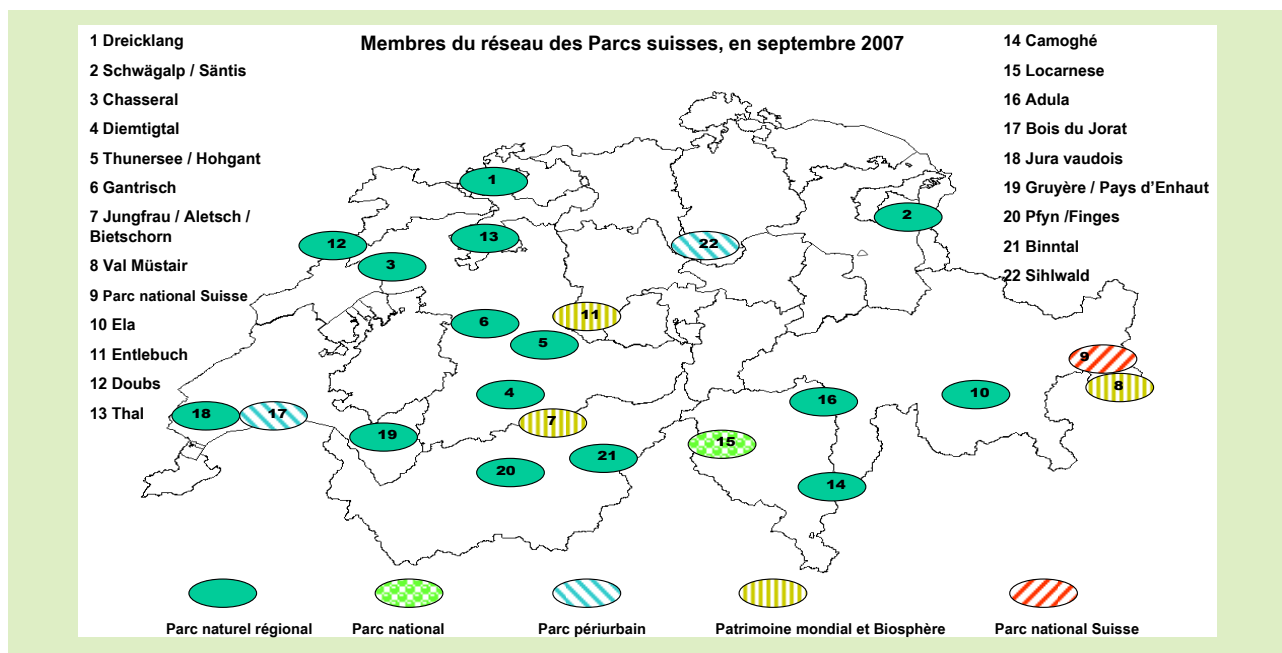 Membres du réseau des Parcs suisses, en septembre 2007
1 Dreicklang
2 Schwägalp / Säntis
3 Chasseral
4 Diemtigtal
5 Thunersee / Hohgant
6 Gantrisch
7 Jungfrau / Aletsch /
Bietschorn
8 Val Müstair
9 Parc national Suisse
10 Ela
11 Entlebuch
12 Doubs
13 Thal
14 Camoghé
15 Locarnese
16 Adula
17 Bois du Jorat
18 Jura vaudois
19 Gruyère / Pays d'Enhaut
20 Pfyn /Finges
21 Binntal
22 Sihlwald
1
2
13
12
22
3
11
6
5
9
8
4
16
10
18
17
7
19
15
21
20
14
Parc naturel régional
Parc national
Parc périurbain
Patrimoine mondial et Biosphère
Parc national Suisse